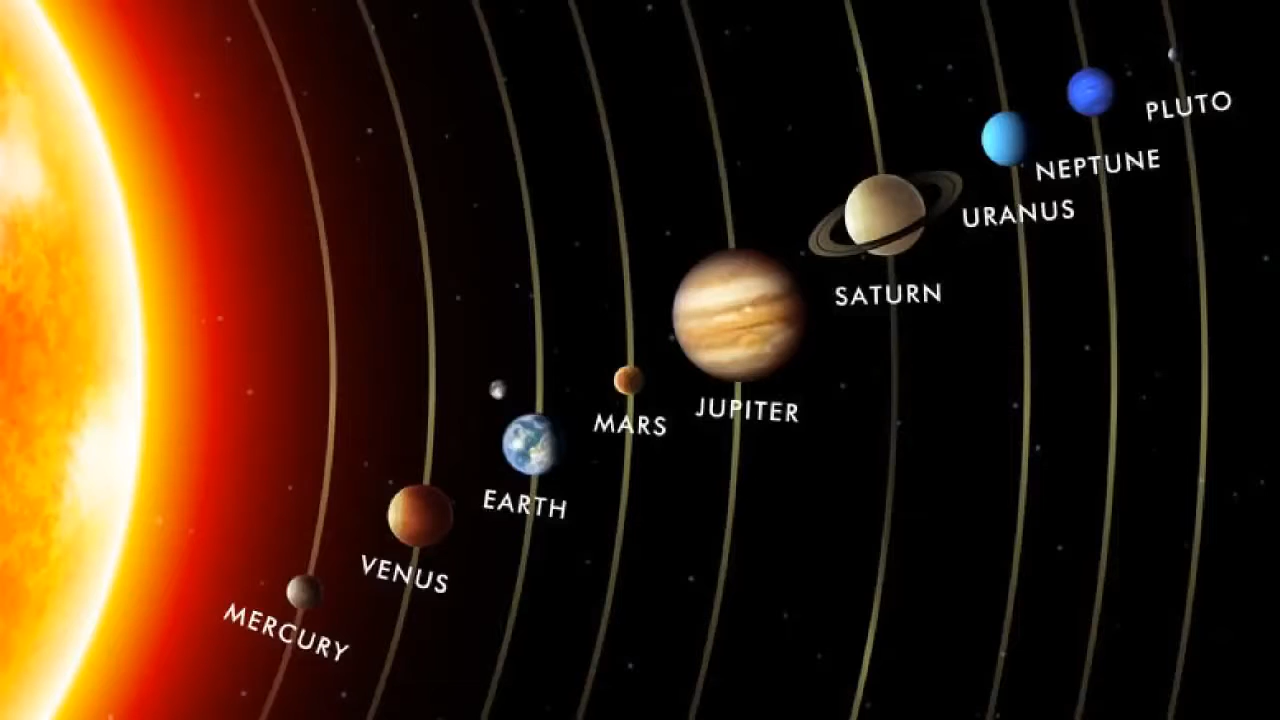 MERCURY
VENUS
EARTH
MARS
JUPITER
SATURN
URANUS
NEPTUNE
PLUTO